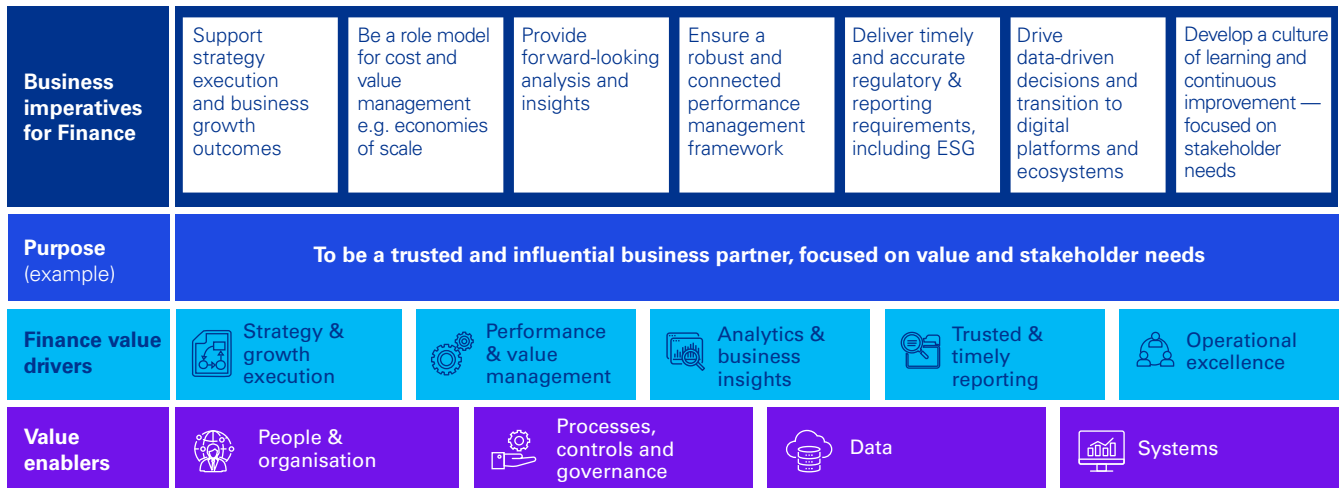 Business
imperatives
for Finance
Support
strategy
execution
and business
growth
outcomes
Be a role model
for cost and
value
management
e.g. economies
of scale
Provide
forward-looking
analysis and
insights
Ensure a
robust and
connected
performance
management
framework
Deliver timely
and accurate
regulatory &
reporting
requirements,
including ESG
Drive
data-driven
decisions and
transition to
digital
platforms and
ecosystems
Develop a culture
of learning and
continuous
improvement —
focused on
stakeholder
needs
Purpose
(example)
To be a trusted and influential business partner, focused on value and stakeholder needs
Finance value
drivers
Strategy &
growth
execution
Performance
& value
management
Analytics &
business
insights
Trusted &
timely
reporting
Operational
excellence
Value
enablers
People &
organisation
Processes,
controls and
governance
Data
Systems